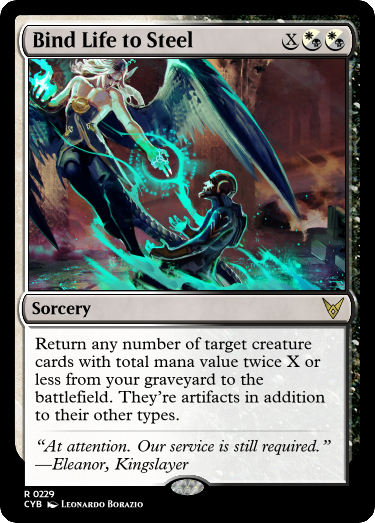 Bind Life to Steel X
Sorcery
Return any number of target creature
cards with total mana value twice X or
less from your graveyard to the
battlefield. They’re artifacts in addition
to their other types.
“At attention. Our service is still required.”
—Eleanor, Kingslayer
R 0229
CYB Leonardo Borazio